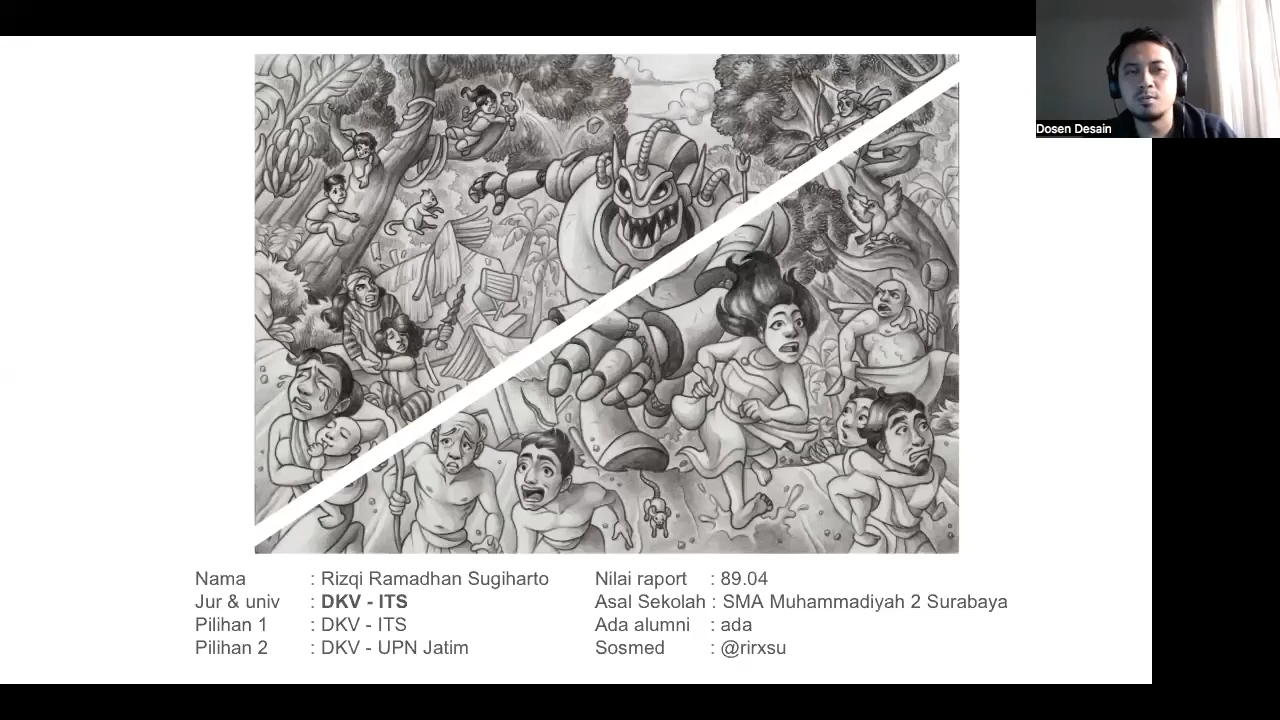 Dosen Desain
Nama : Rizqi Ramadhan Sugiharto
Jur & univ : DKV - ITS
Pilihan 1 : DKV - ITS
Pilihan 2 : DKV - UPN Jatim
Nilai raport : 89.04
Asal Sekolah : SMA Muhammadiyah 2 Surabaya
Ada alumni : ada
Sosmed : @rirxsu